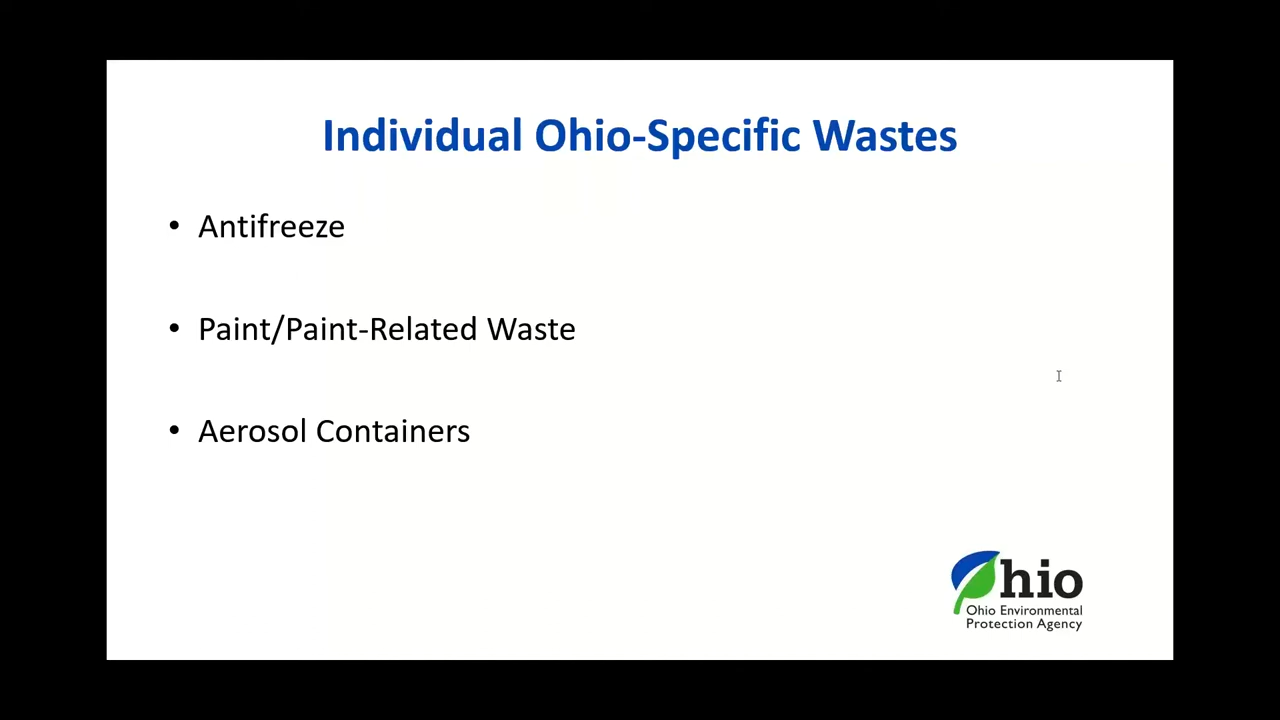 Individual Ohio-Specific Wastes
• Antifreeze
• Paint/Paint-Related Waste
• Aerosol Containers
Ohio
Ohio Environmental
Protection Agency